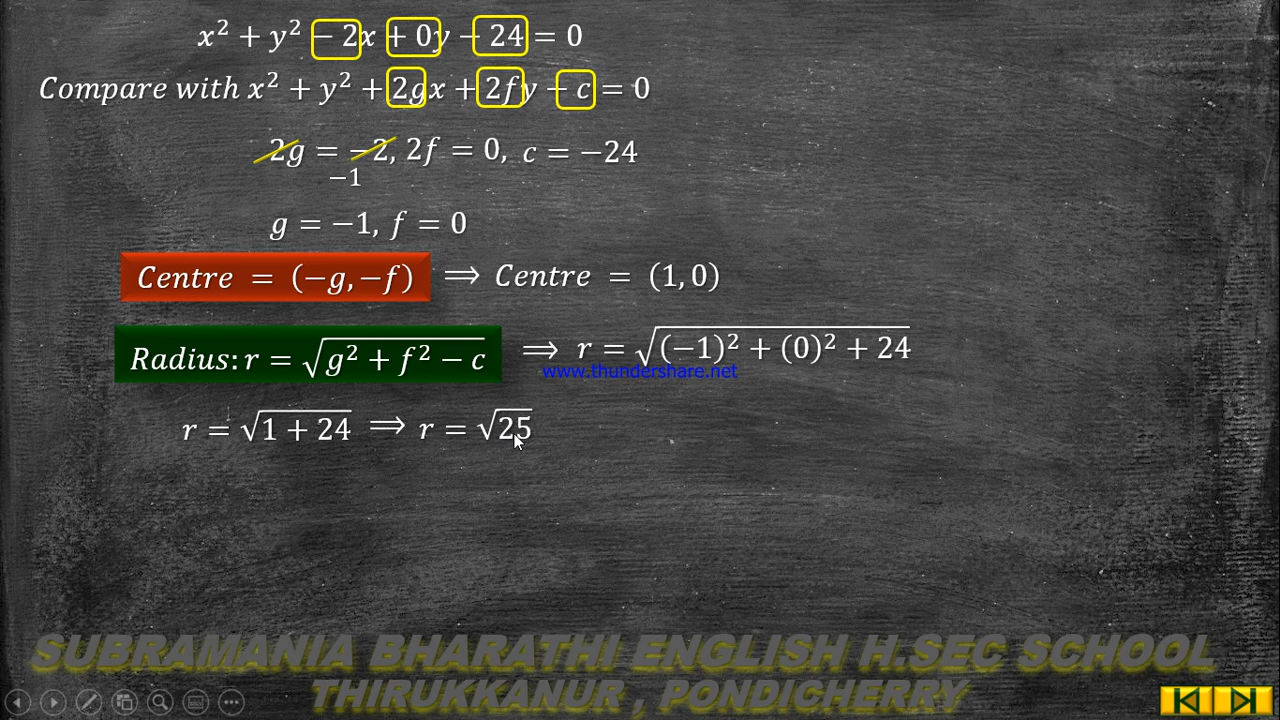 x² + y² − 2x + 0y − 24 = 0
Compare with x² + y² + 2gx + 2fy − c = 0
2g = −2, 2f = 0, c = −24
−1
g = −1, f = 0
Centre = (−g, −f) ⟹ Centre = (1, 0)
Radius: r = √(g² + f² − c) ⟹ r = √((−1)² + (0)² + 24)
www.thundershare.net
r = √(1 + 24) ⟹ r = √25
SUBRAMANIA BHARATHI ENGLISH H.SEC SCHOOL
THIRUKKANUR , PONDICHERRY